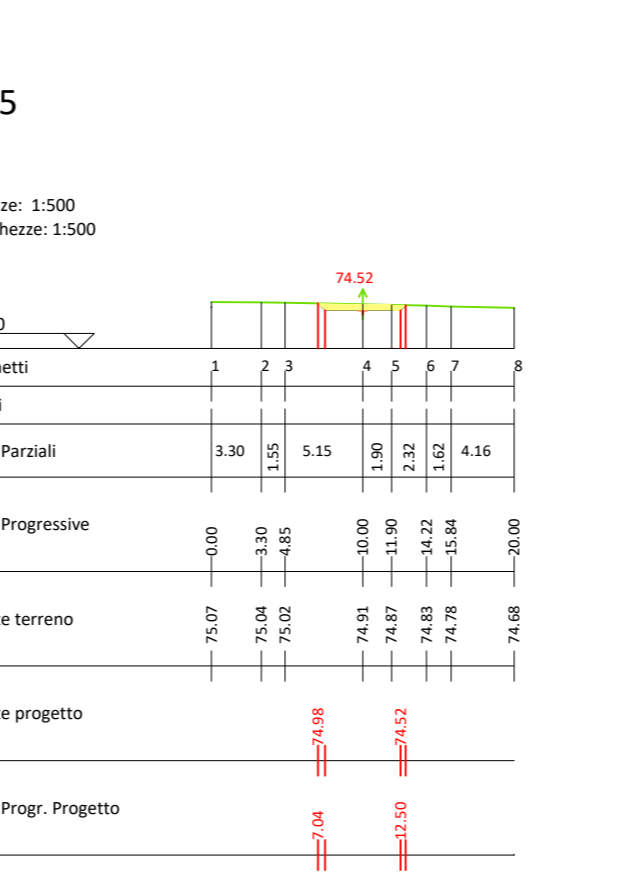 5
ze: 1:500
hezze: 1:500
74.52
0
etti 1 2 3 4 5 6 7 8
i
Parziali 3.30 1.55 5.15 1.90 2.32 1.62 4.16
Progressive 0.00 3.30 4.85 10.00 11.90 14.22 15.84 20.00
e terreno 75.07 75.04 75.02 74.91 74.87 74.83 74.78 74.68
e progetto 74.98 74.52
Progr. Progetto 7.04 12.50